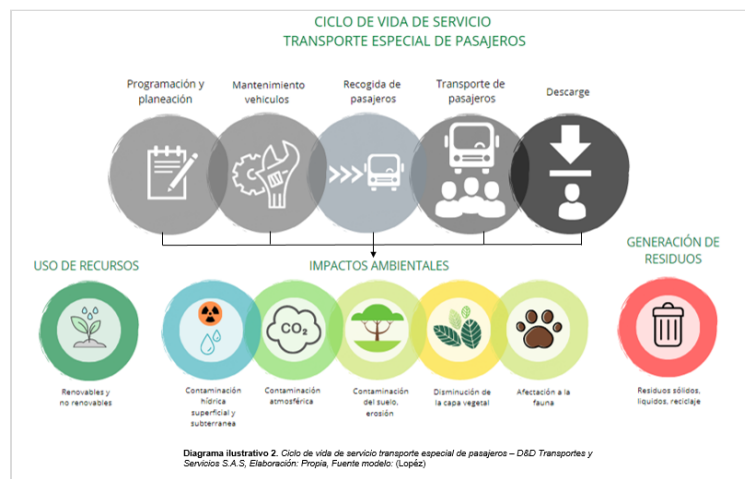 CICLO DE VIDA DE SERVICIO
TRANSPORTE ESPECIAL DE PASAJEROS
Programación y
planeación
Mantenimiento
vehiculos
Recogida de
pasajeros
Transporte de
pasajeros
Descarge
USO DE RECURSOS
IMPACTOS AMBIENTALES
GENERACIÓN DE
RESIDUOS
CO₂
Renovables y
no renovables
Contaminación
hídrica
superficial y
subterranea
Contaminación
atmosférica
Contaminación
del suelo,
erosión
Disminución de
la capa vegetal
Afectación a la
fauna
Residuos sólidos,
liquidos, reciclaje
Diagrama ilustrativo 2. Ciclo de vida de servicio transporte especial de pasajeros – D&D Transportes y
Servicios S.A.S, Elaboración: Propia, Fuente modelo: (Lopéz)